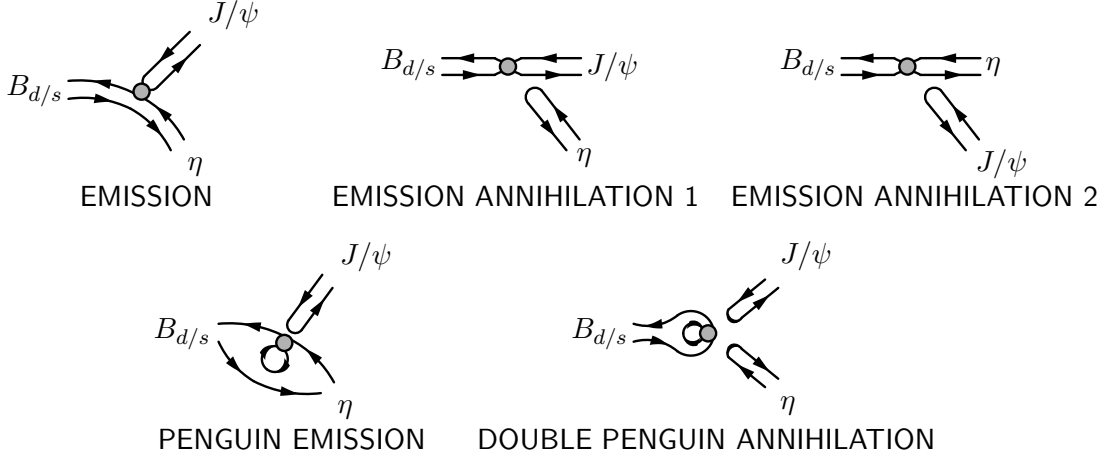 J/ψ
B_{d/s}
η
EMISSION
B_{d/s} J/ψ
η
EMISSION ANNIHILATION 1
B_{d/s} η
J/ψ
EMISSION ANNIHILATION 2
J/ψ
B_{d/s}
η
PENGUIN EMISSION
J/ψ
B_{d/s}
η
DOUBLE PENGUIN ANNIHILATION